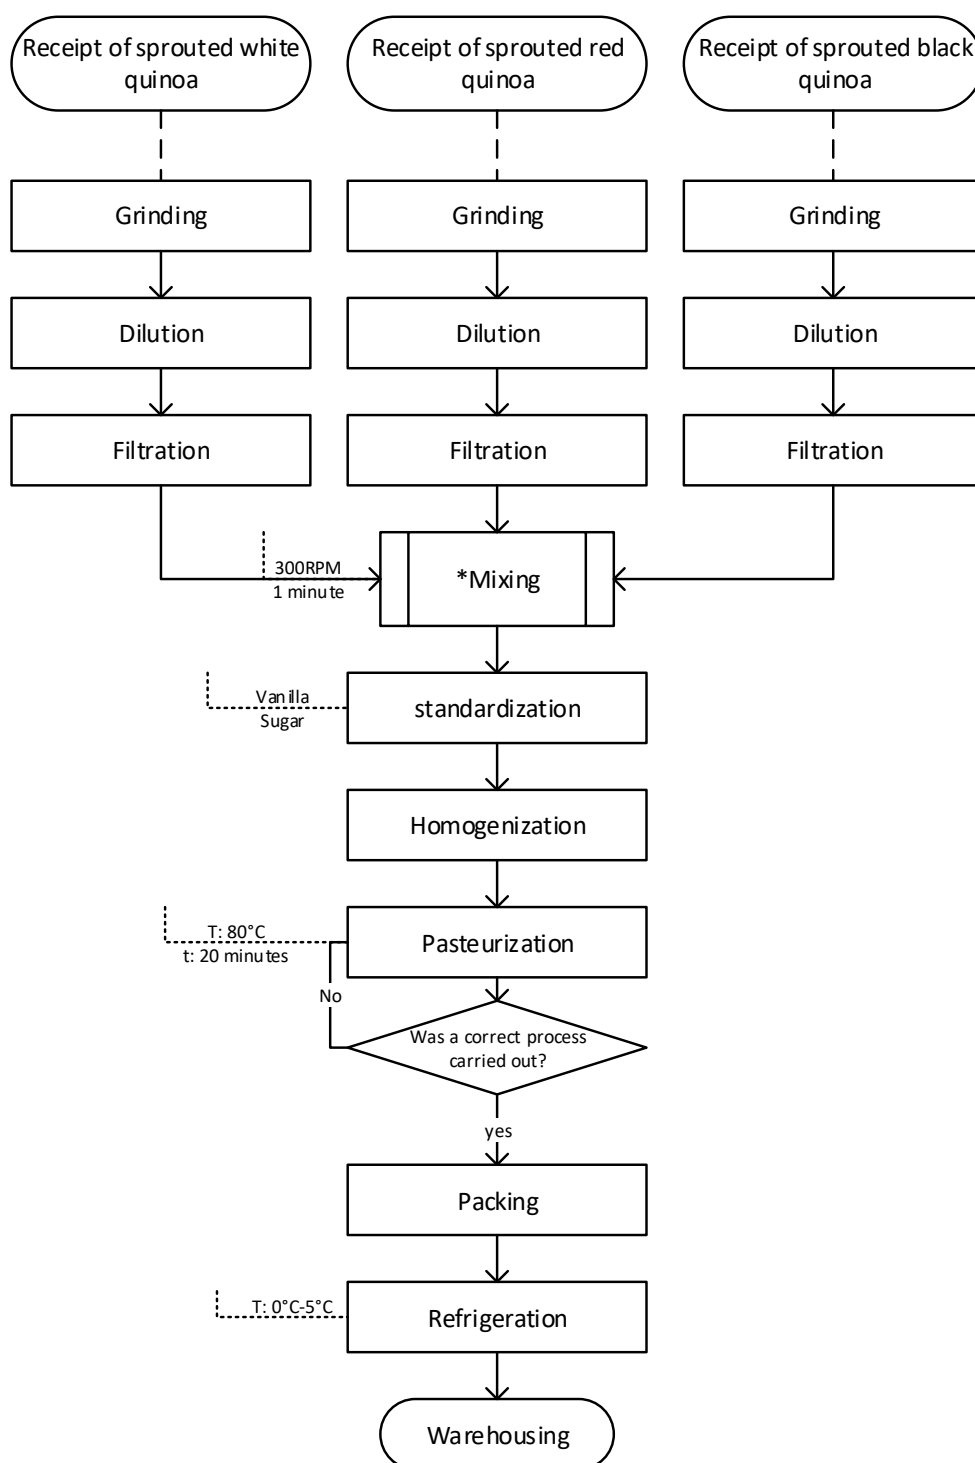 Receipt of sprouted white
quinoa
Receipt of sprouted red
quinoa
Receipt of sprouted black
quinoa
Grinding
Grinding
Grinding
Dilution
Dilution
Dilution
Filtration
Filtration
Filtration
300RPM
1 minute
*Mixing
Vanilla
Sugar
standardization
Homogenization
T: 80°C
t: 20 minutes
Pasteurization
No
Was a correct process
carried out?
yes
Packing
T: 0°C-5°C
Refrigeration
Warehousing